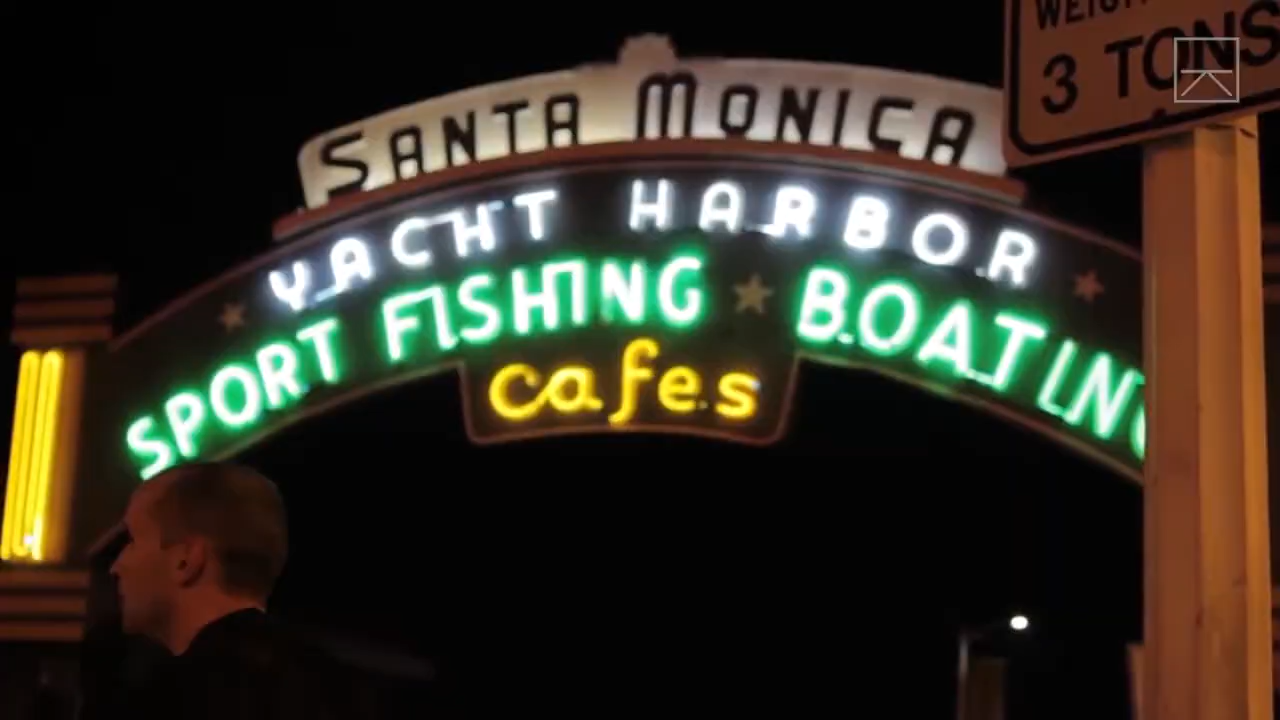 SANTA MONICA
YACHT HARBOR
SPORT FISHING ★ BOATING
cafes
3 TONS